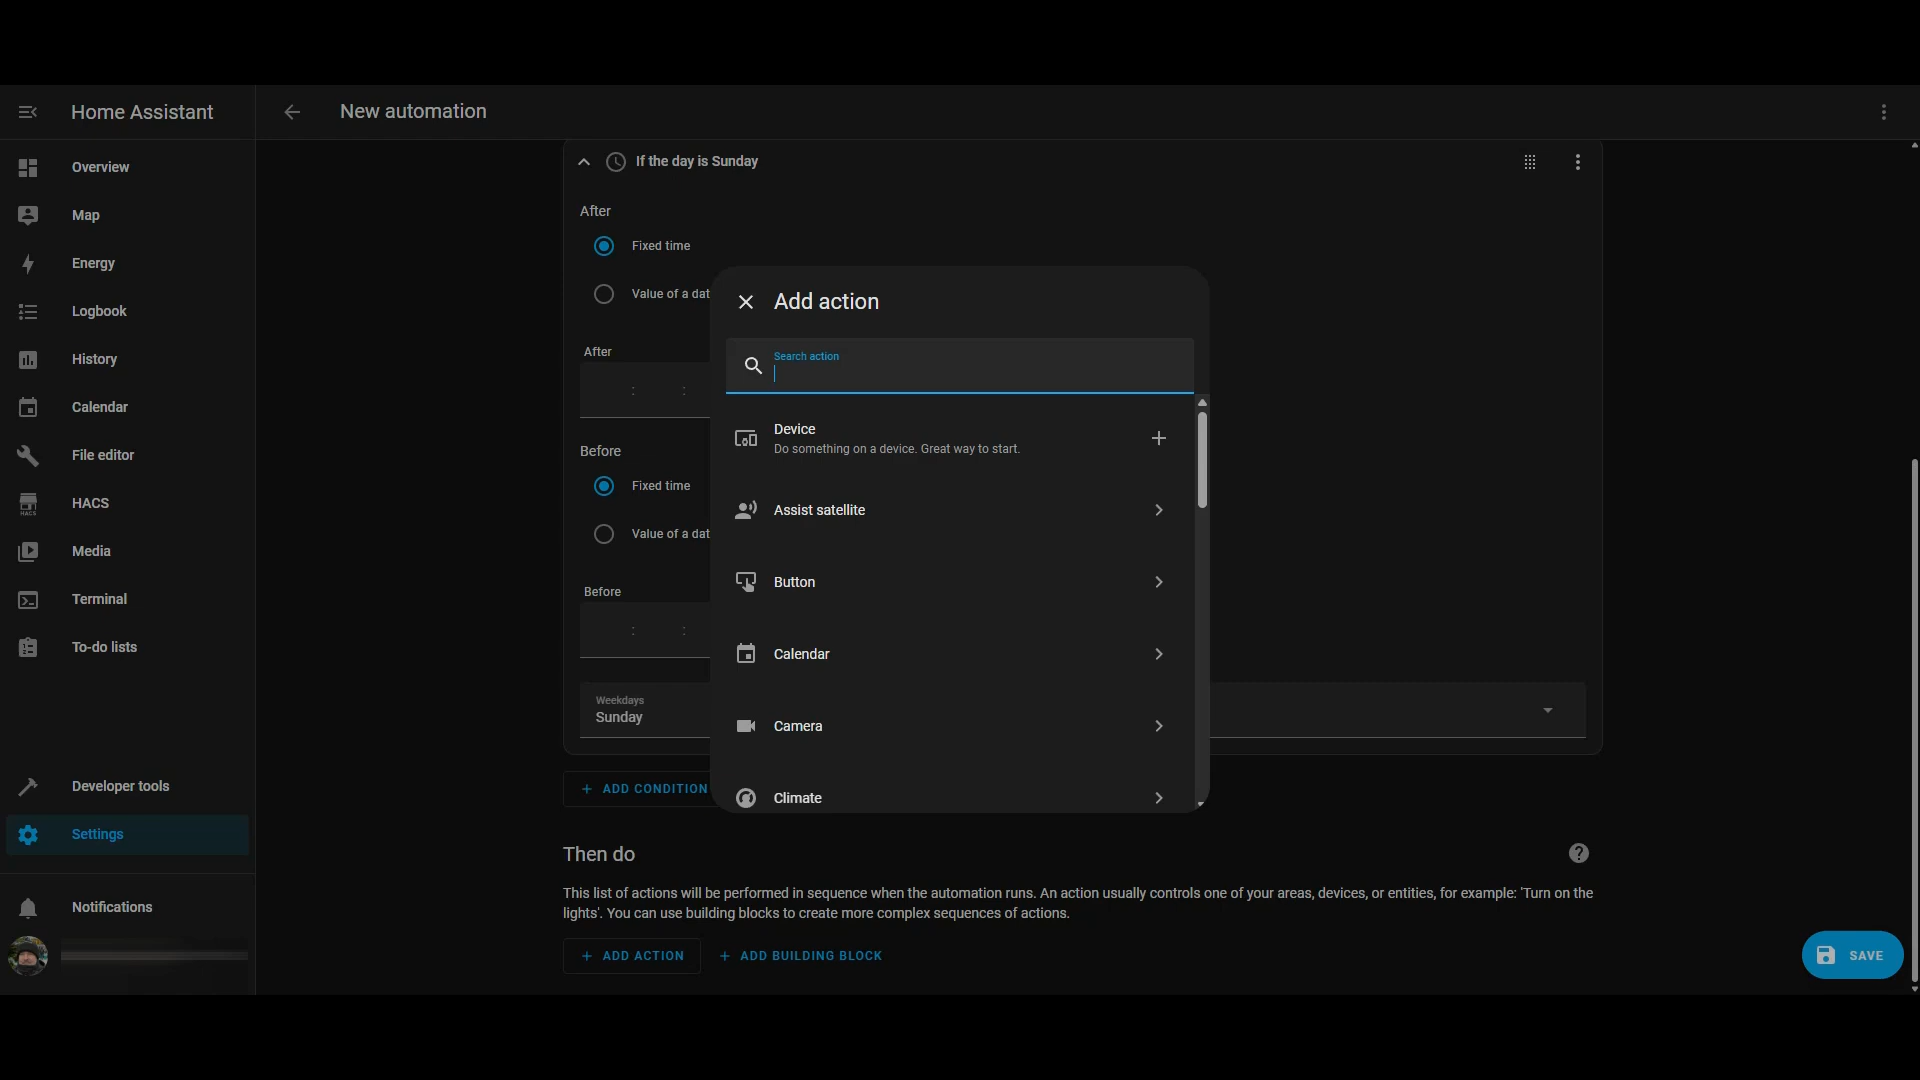 Home Assistant
New automation
Overview
Map
Energy
Logbook
History
Calendar
File editor
HACS
HACS
Media
Terminal
To-do lists
Developer tools
Settings
Notifications
If the day is Sunday
After
Fixed time
Value of a dat
After
: :
Before
Fixed time
Value of a dat
Before
: :
Weekdays
Sunday
ADD CONDITION
Add action
Search action
Device
Do something on a device. Great way to start.
Assist satellite
Button
Calendar
Camera
Climate
Then do
This list of actions will be performed in sequence when the automation runs. An action usually controls one of your areas, devices, or entities, for example: 'Turn on the
lights'. You can use building blocks to create more complex sequences of actions.
ADD ACTION
ADD BUILDING BLOCK
SAVE